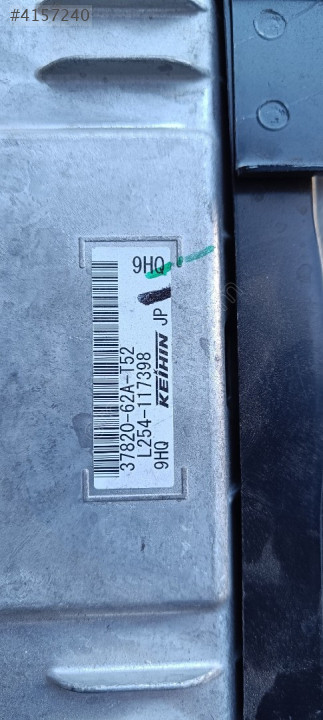 #4157240
9HQ
37820-62A-T52
L254-117398
KEIHIN JP
9HQ